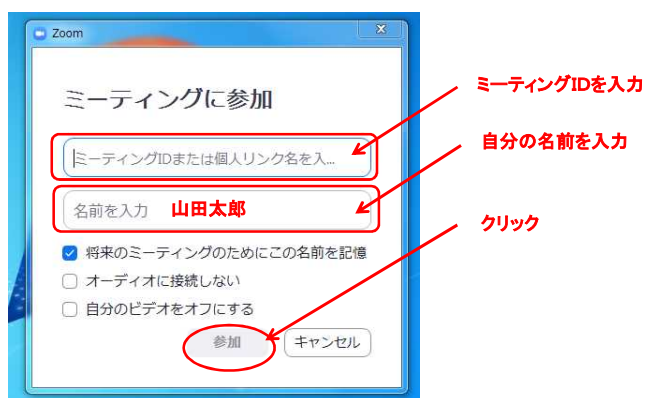 Zoom
ミーティングに参加
ミーティングIDを入力
ミーティングIDまたは個人リンク名を入...
自分の名前を入力
名前を入力 山田太郎
クリック
将来のミーティングのためにこの名前を記憶
オーディオに接続しない
自分のビデオをオフにする
参加 キャンセル